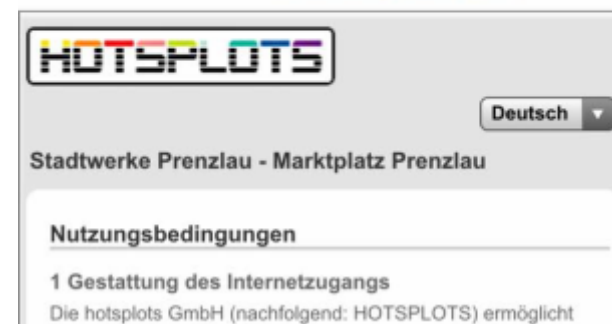 HOTSPLOTS
Deutsch
Stadtwerke Prenzlau - Marktplatz Prenzlau
Nutzungsbedingungen
1 Gestattung des Internetzugangs
Die hotsplots GmbH (nachfolgend: HOTSPLOTS) ermöglicht